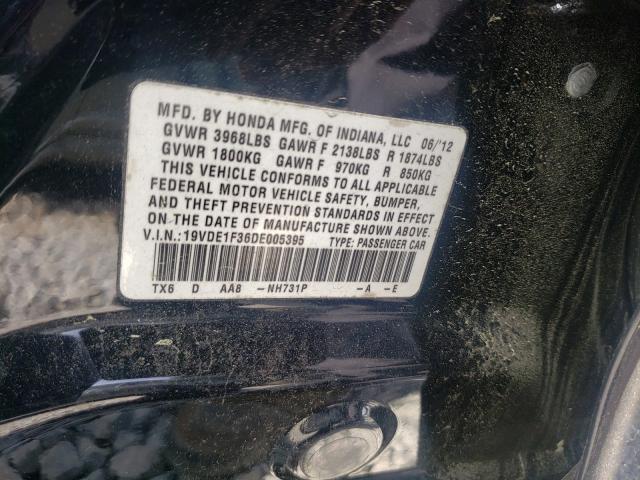 MFD. BY HONDA MFG. OF INDIANA, LLC 06/'12
GVWR 3968LBS GAWR F 2138LBS R 1874LBS
GVWR 1800KG GAWR F 970KG R 850KG
THIS VEHICLE CONFORMS TO ALL APPLICABLE
FEDERAL MOTOR VEHICLE SAFETY, BUMPER,
AND THEFT PREVENTION STANDARDS IN EFFECT
ON THE DATE OF MANUFACTURE SHOWN ABOVE.
V.I.N.: 19VDE1F36DE005395 TYPE: PASSENGER CAR
TX6 D AA8 -NH731P -A -E